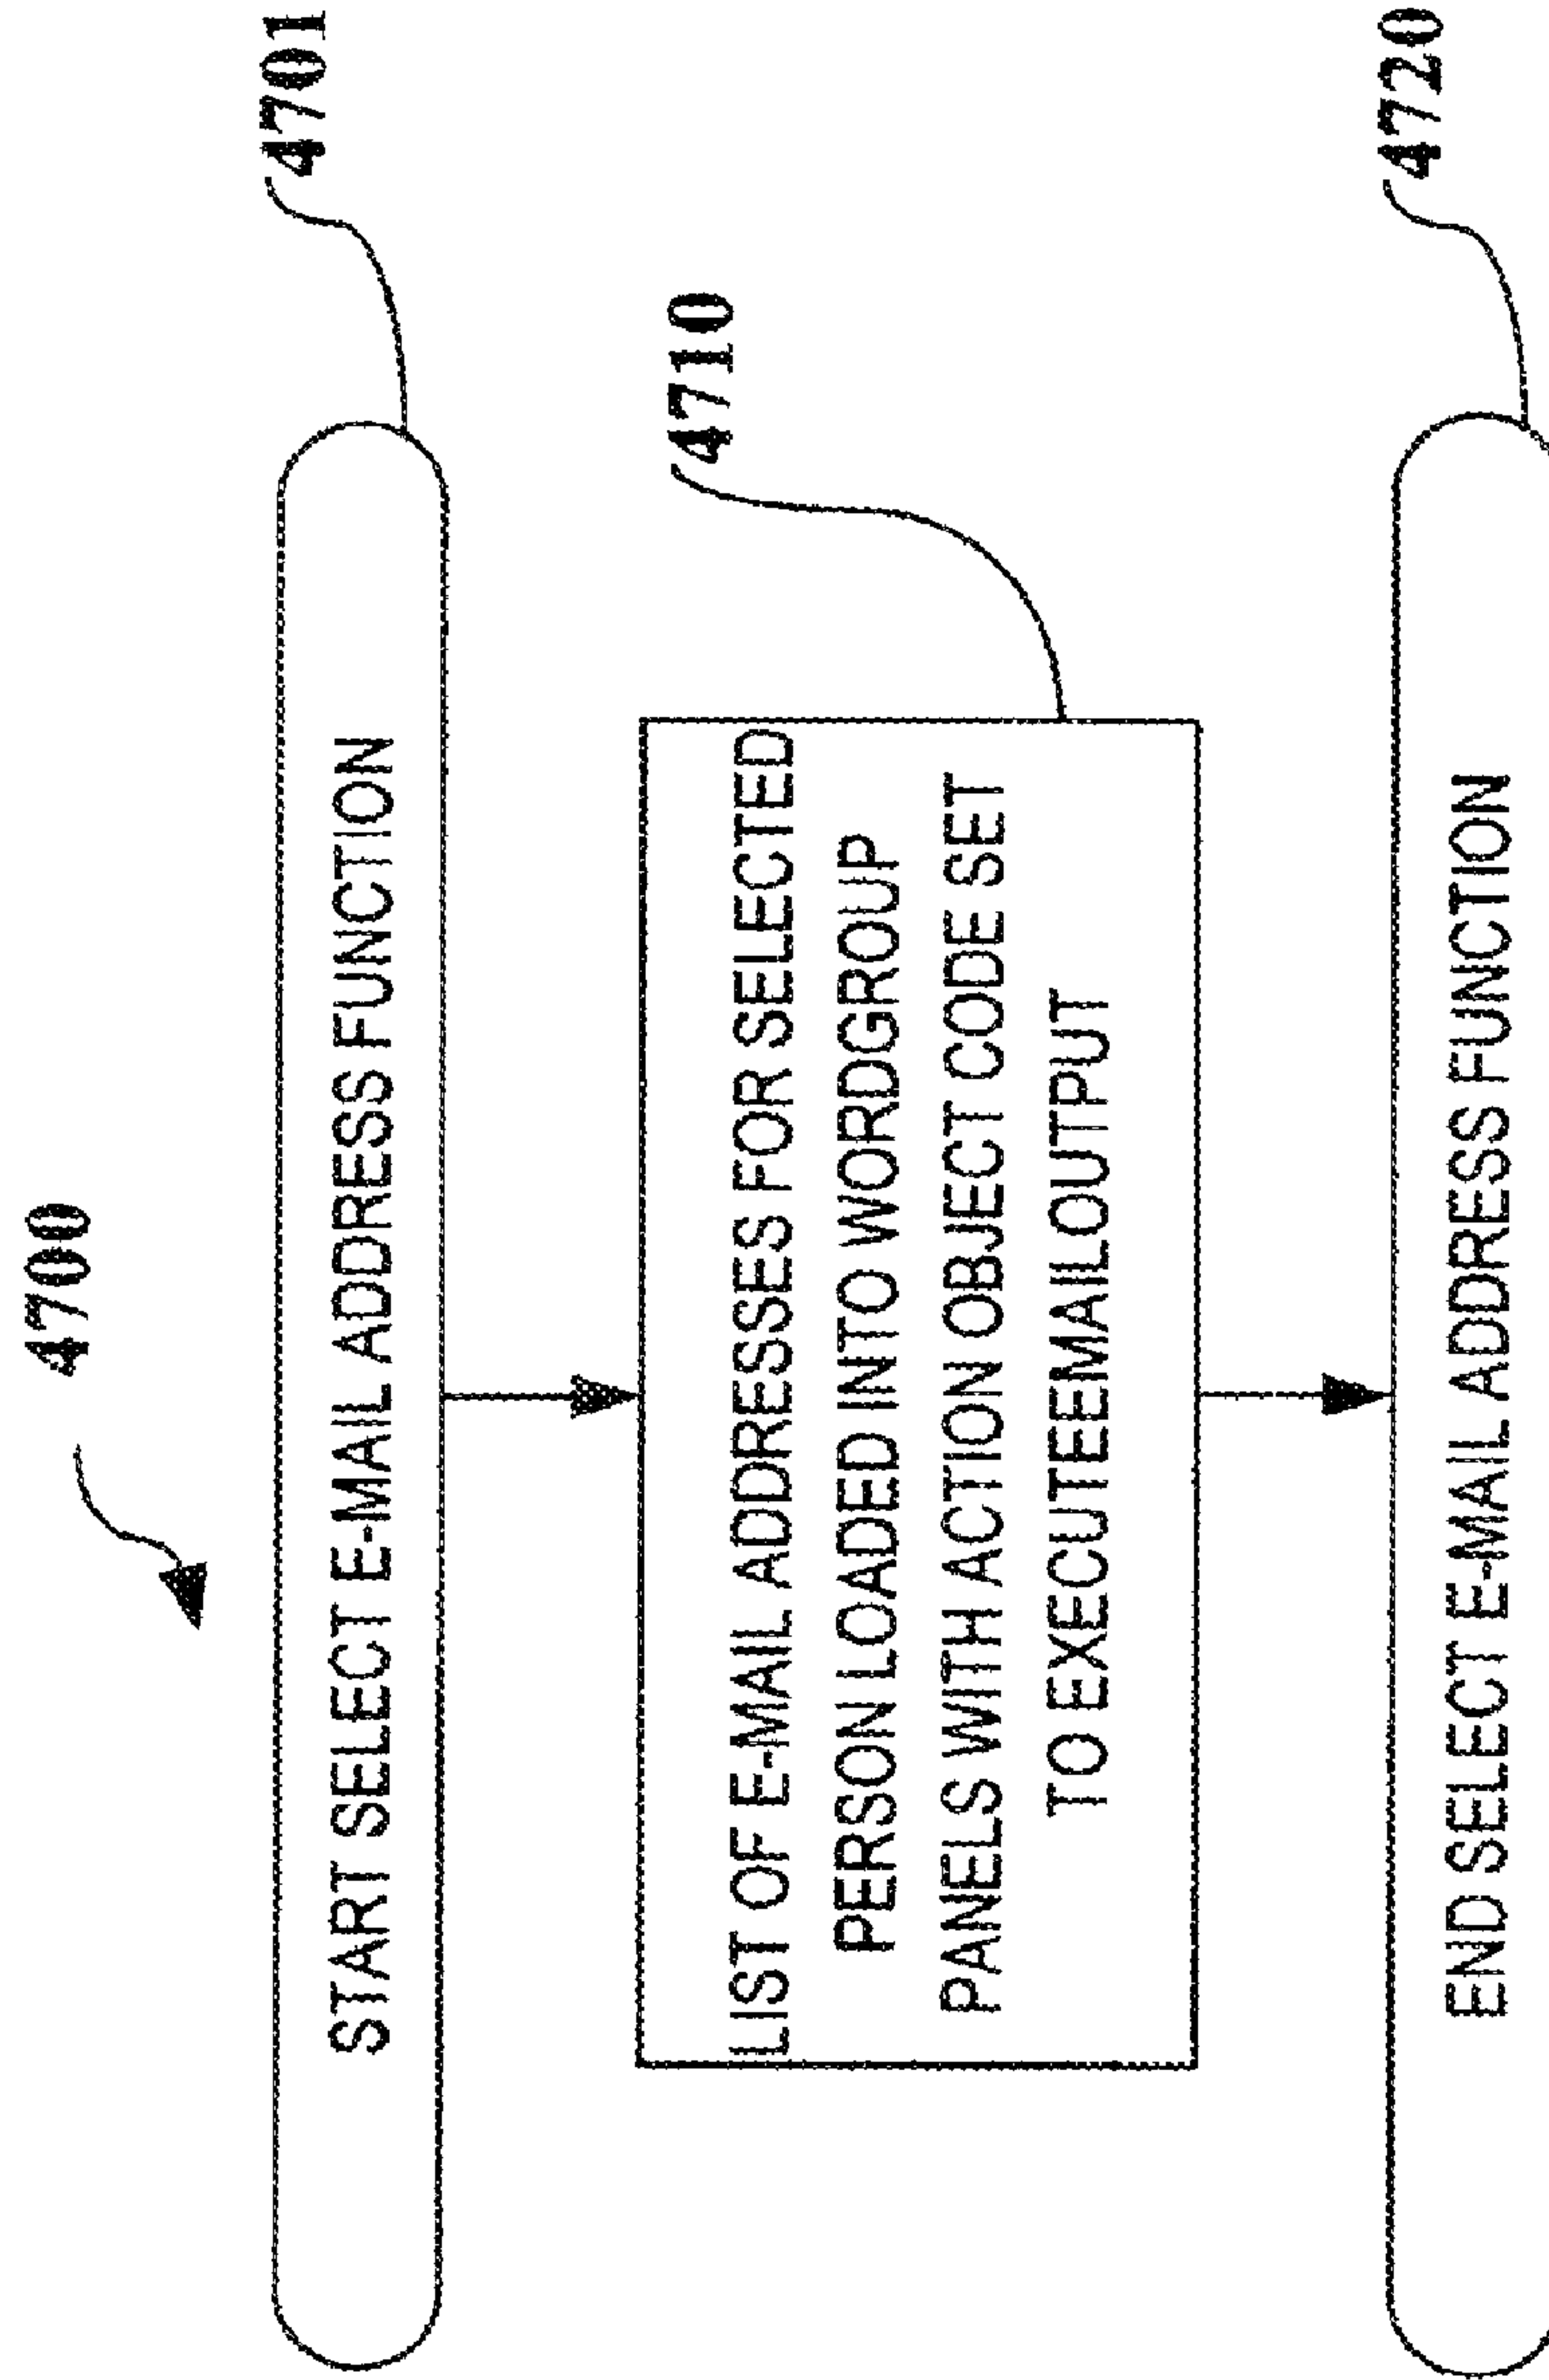 4700
4701
START SELECT E-MAIL ADDRESS FUNCTION
4710
LIST OF E-MAIL ADDRESSES FOR SELECTED
PERSON LOADED INTO WORDGROUP
PANELS WITH ACTION OBJECT CODE SET
TO EXECUTEEMAILOUTPUT
4720
END SELECT E-MAIL ADDRESS FUNCTION